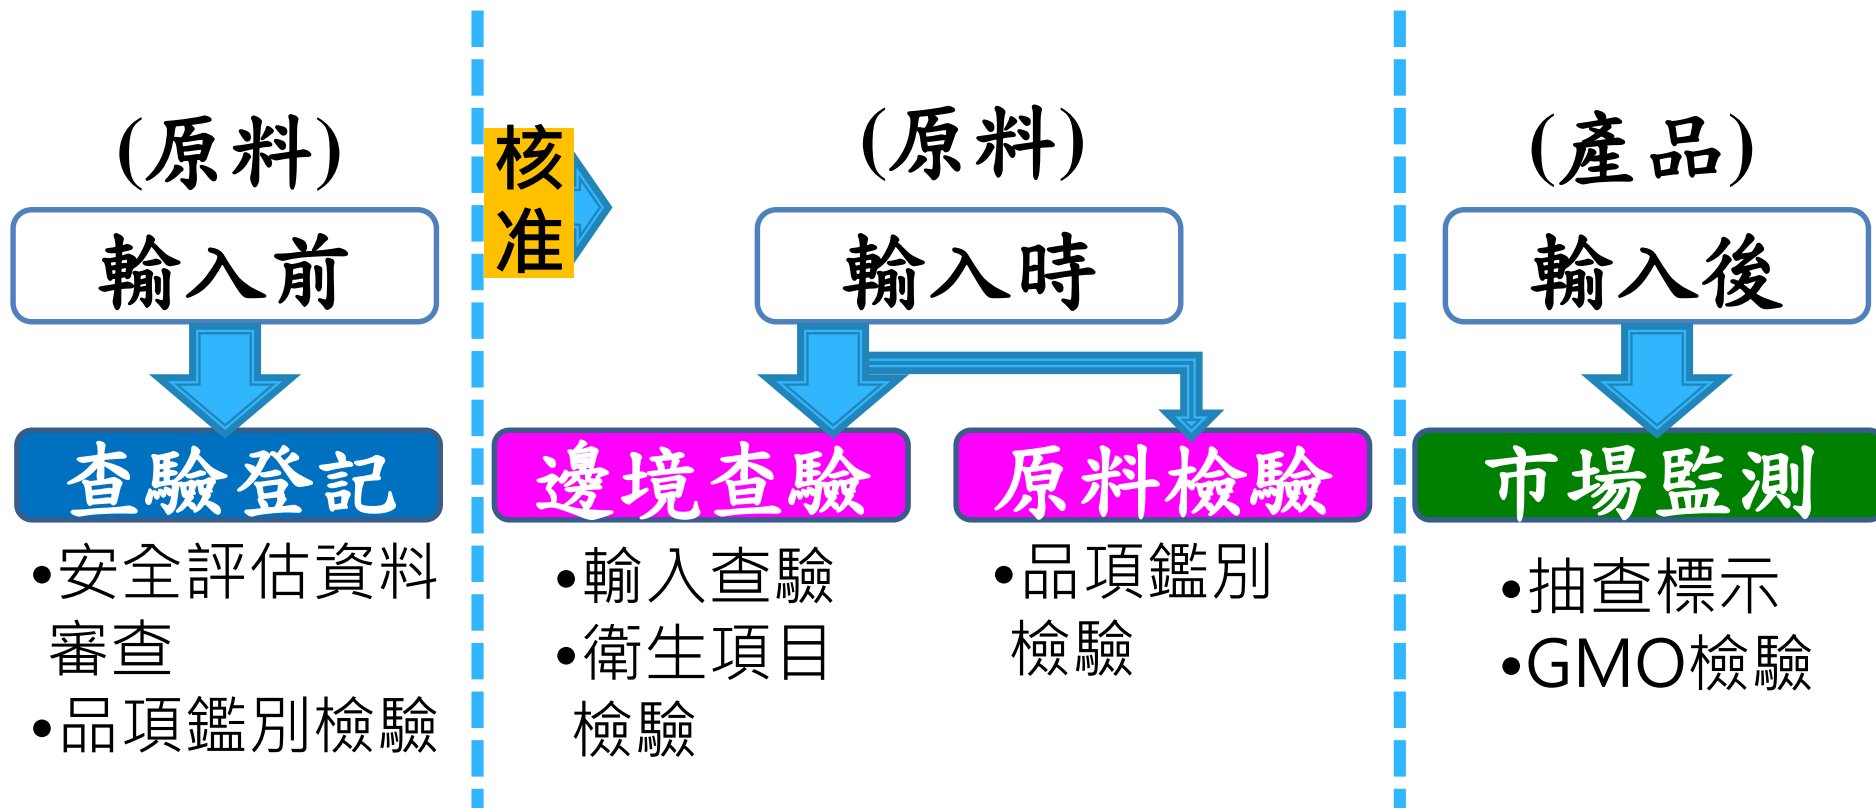 (原料)
輸入前
查驗登記
•安全評估資料
審查
•品項鑑別檢驗
核
准
(原料)
輸入時
邊境查驗
•輸入查驗
•衛生項目
檢驗
原料檢驗
•品項鑑別
檢驗
(產品)
輸入後
市場監測
•抽查標示
•GMO檢驗